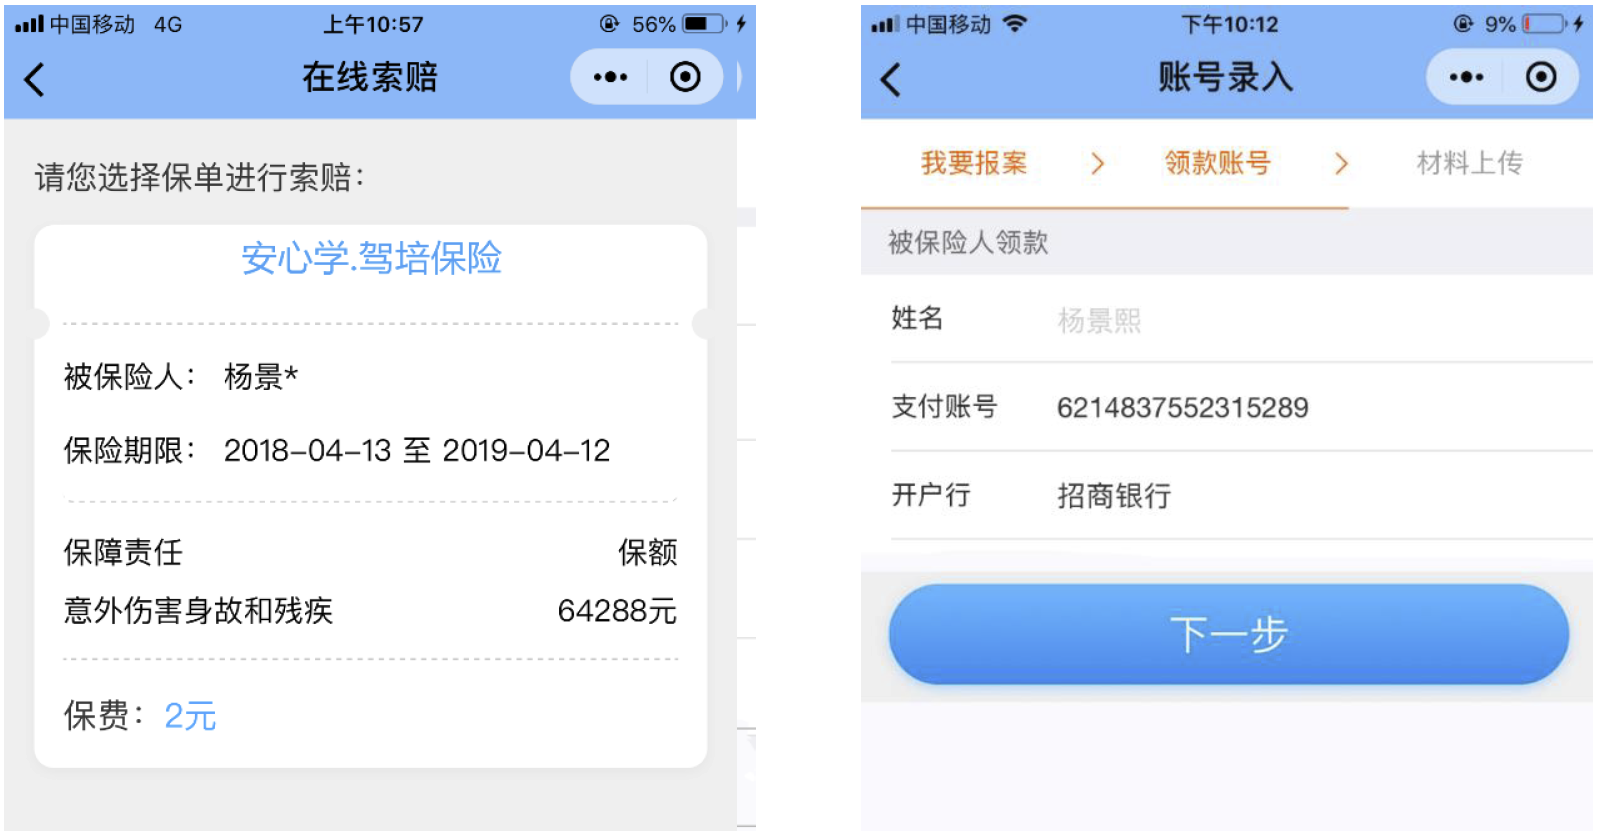 中国移动 4G 上午10:57 56%
在线索赔
请您选择保单进行索赔：
安心学.驾培保险
被保险人： 杨景*
保险期限： 2018-04-13 至 2019-04-12
保障责任 保额
意外伤害身故和残疾 64288元
保费：2元
中国移动 下午10:12 9%
账号录入
我要报案 > 领款账号 > 材料上传
被保险人领款
姓名 杨景熙
支付账号 6214837552315289
开户行 招商银行
下一步